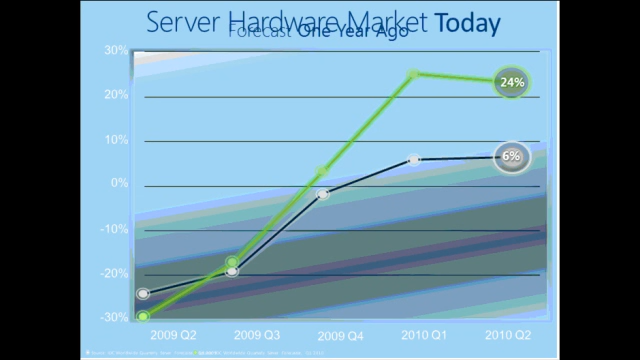 Server Hardware Market Today
Forecast One Year Ago
30%
20%
10%
0%
-10%
-20%
-30%
24%
6%
2009 Q2
2009 Q3
2009 Q4
2010 Q1
2010 Q2